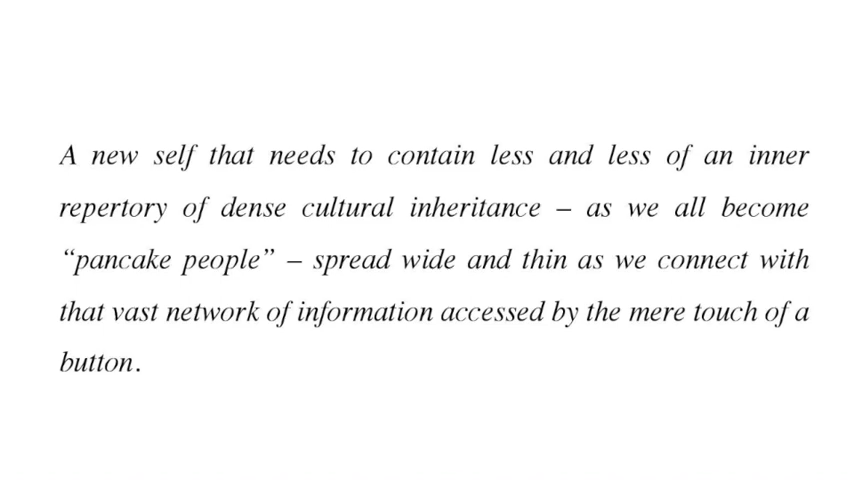 A new self that needs to contain less and less of an inner
repertory of dense cultural inheritance – as we all become
“pancake people” – spread wide and thin as we connect with
that vast network of information accessed by the mere touch of a
button.